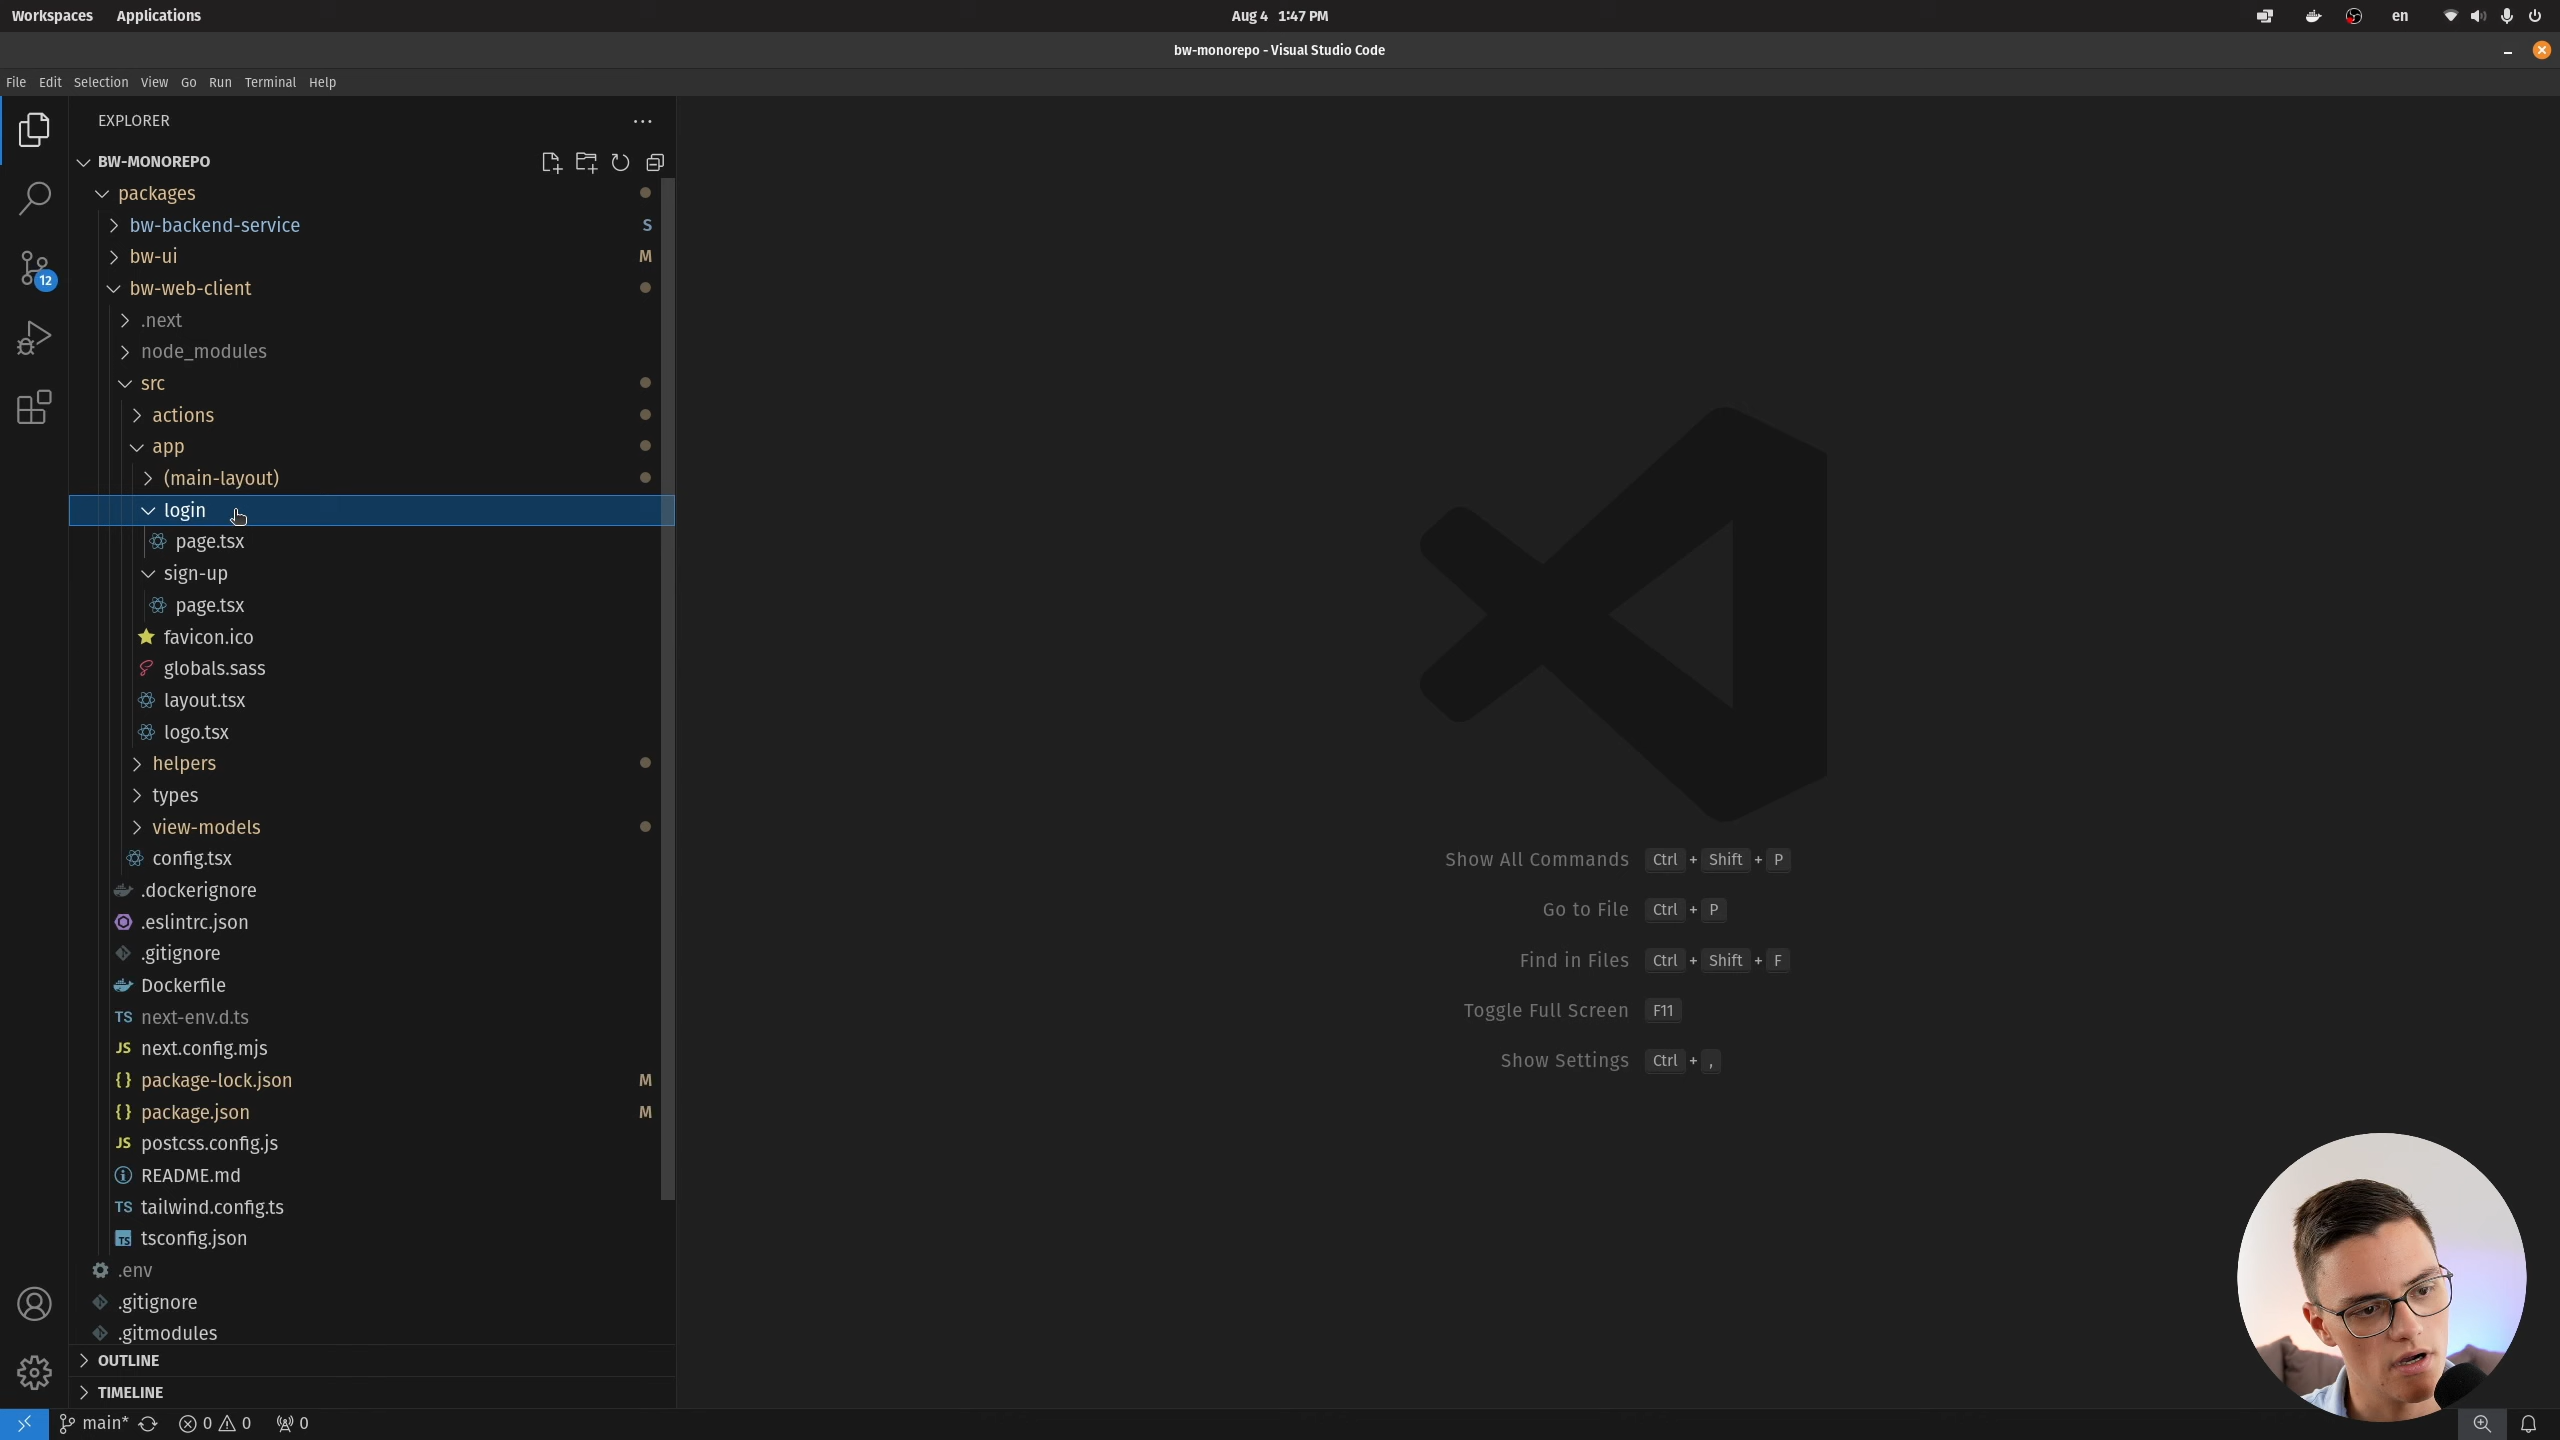 Workspaces Applications
Aug 4 1:47 PM
en
bw-monorepo - Visual Studio Code
File Edit Selection View Go Run Terminal Help
EXPLORER
BW-MONOREPO
packages
bw-backend-service S
bw-ui M
bw-web-client
.next
node_modules
src
actions
app
(main-layout)
login
page.tsx
sign-up
page.tsx
favicon.ico
globals.sass
layout.tsx
logo.tsx
helpers
types
view-models
config.tsx
.dockerignore
.eslintrc.json
.gitignore
Dockerfile
TS next-env.d.ts
JS next.config.mjs
{} package-lock.json M
{} package.json M
JS postcss.config.js
README.md
TS tailwind.config.ts
TS tsconfig.json
.env
.gitignore
.gitmodules
OUTLINE
TIMELINE
12
Show All Commands Ctrl + Shift + P
Go to File Ctrl + P
Find in Files Ctrl + Shift + F
Toggle Full Screen F11
Show Settings Ctrl + ,
main* 0 0 0